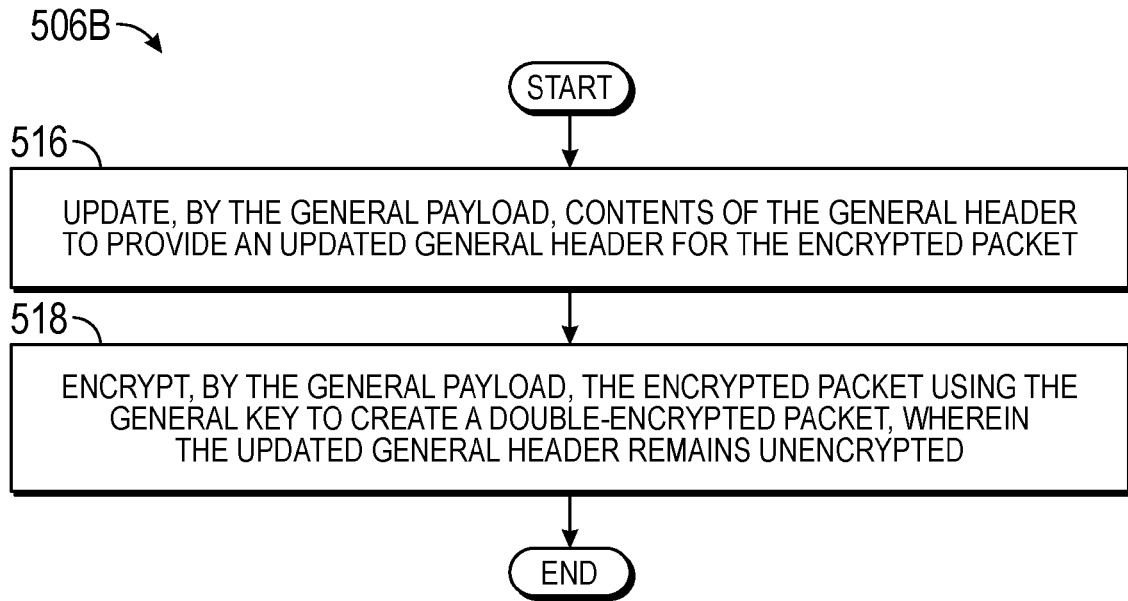 506B
START
516
UPDATE, BY THE GENERAL PAYLOAD, CONTENTS OF THE GENERAL HEADER
TO PROVIDE AN UPDATED GENERAL HEADER FOR THE ENCRYPTED PACKET
518
ENCRYPT, BY THE GENERAL PAYLOAD, THE ENCRYPTED PACKET USING THE
GENERAL KEY TO CREATE A DOUBLE-ENCRYPTED PACKET, WHEREIN
THE UPDATED GENERAL HEADER REMAINS UNENCRYPTED
END